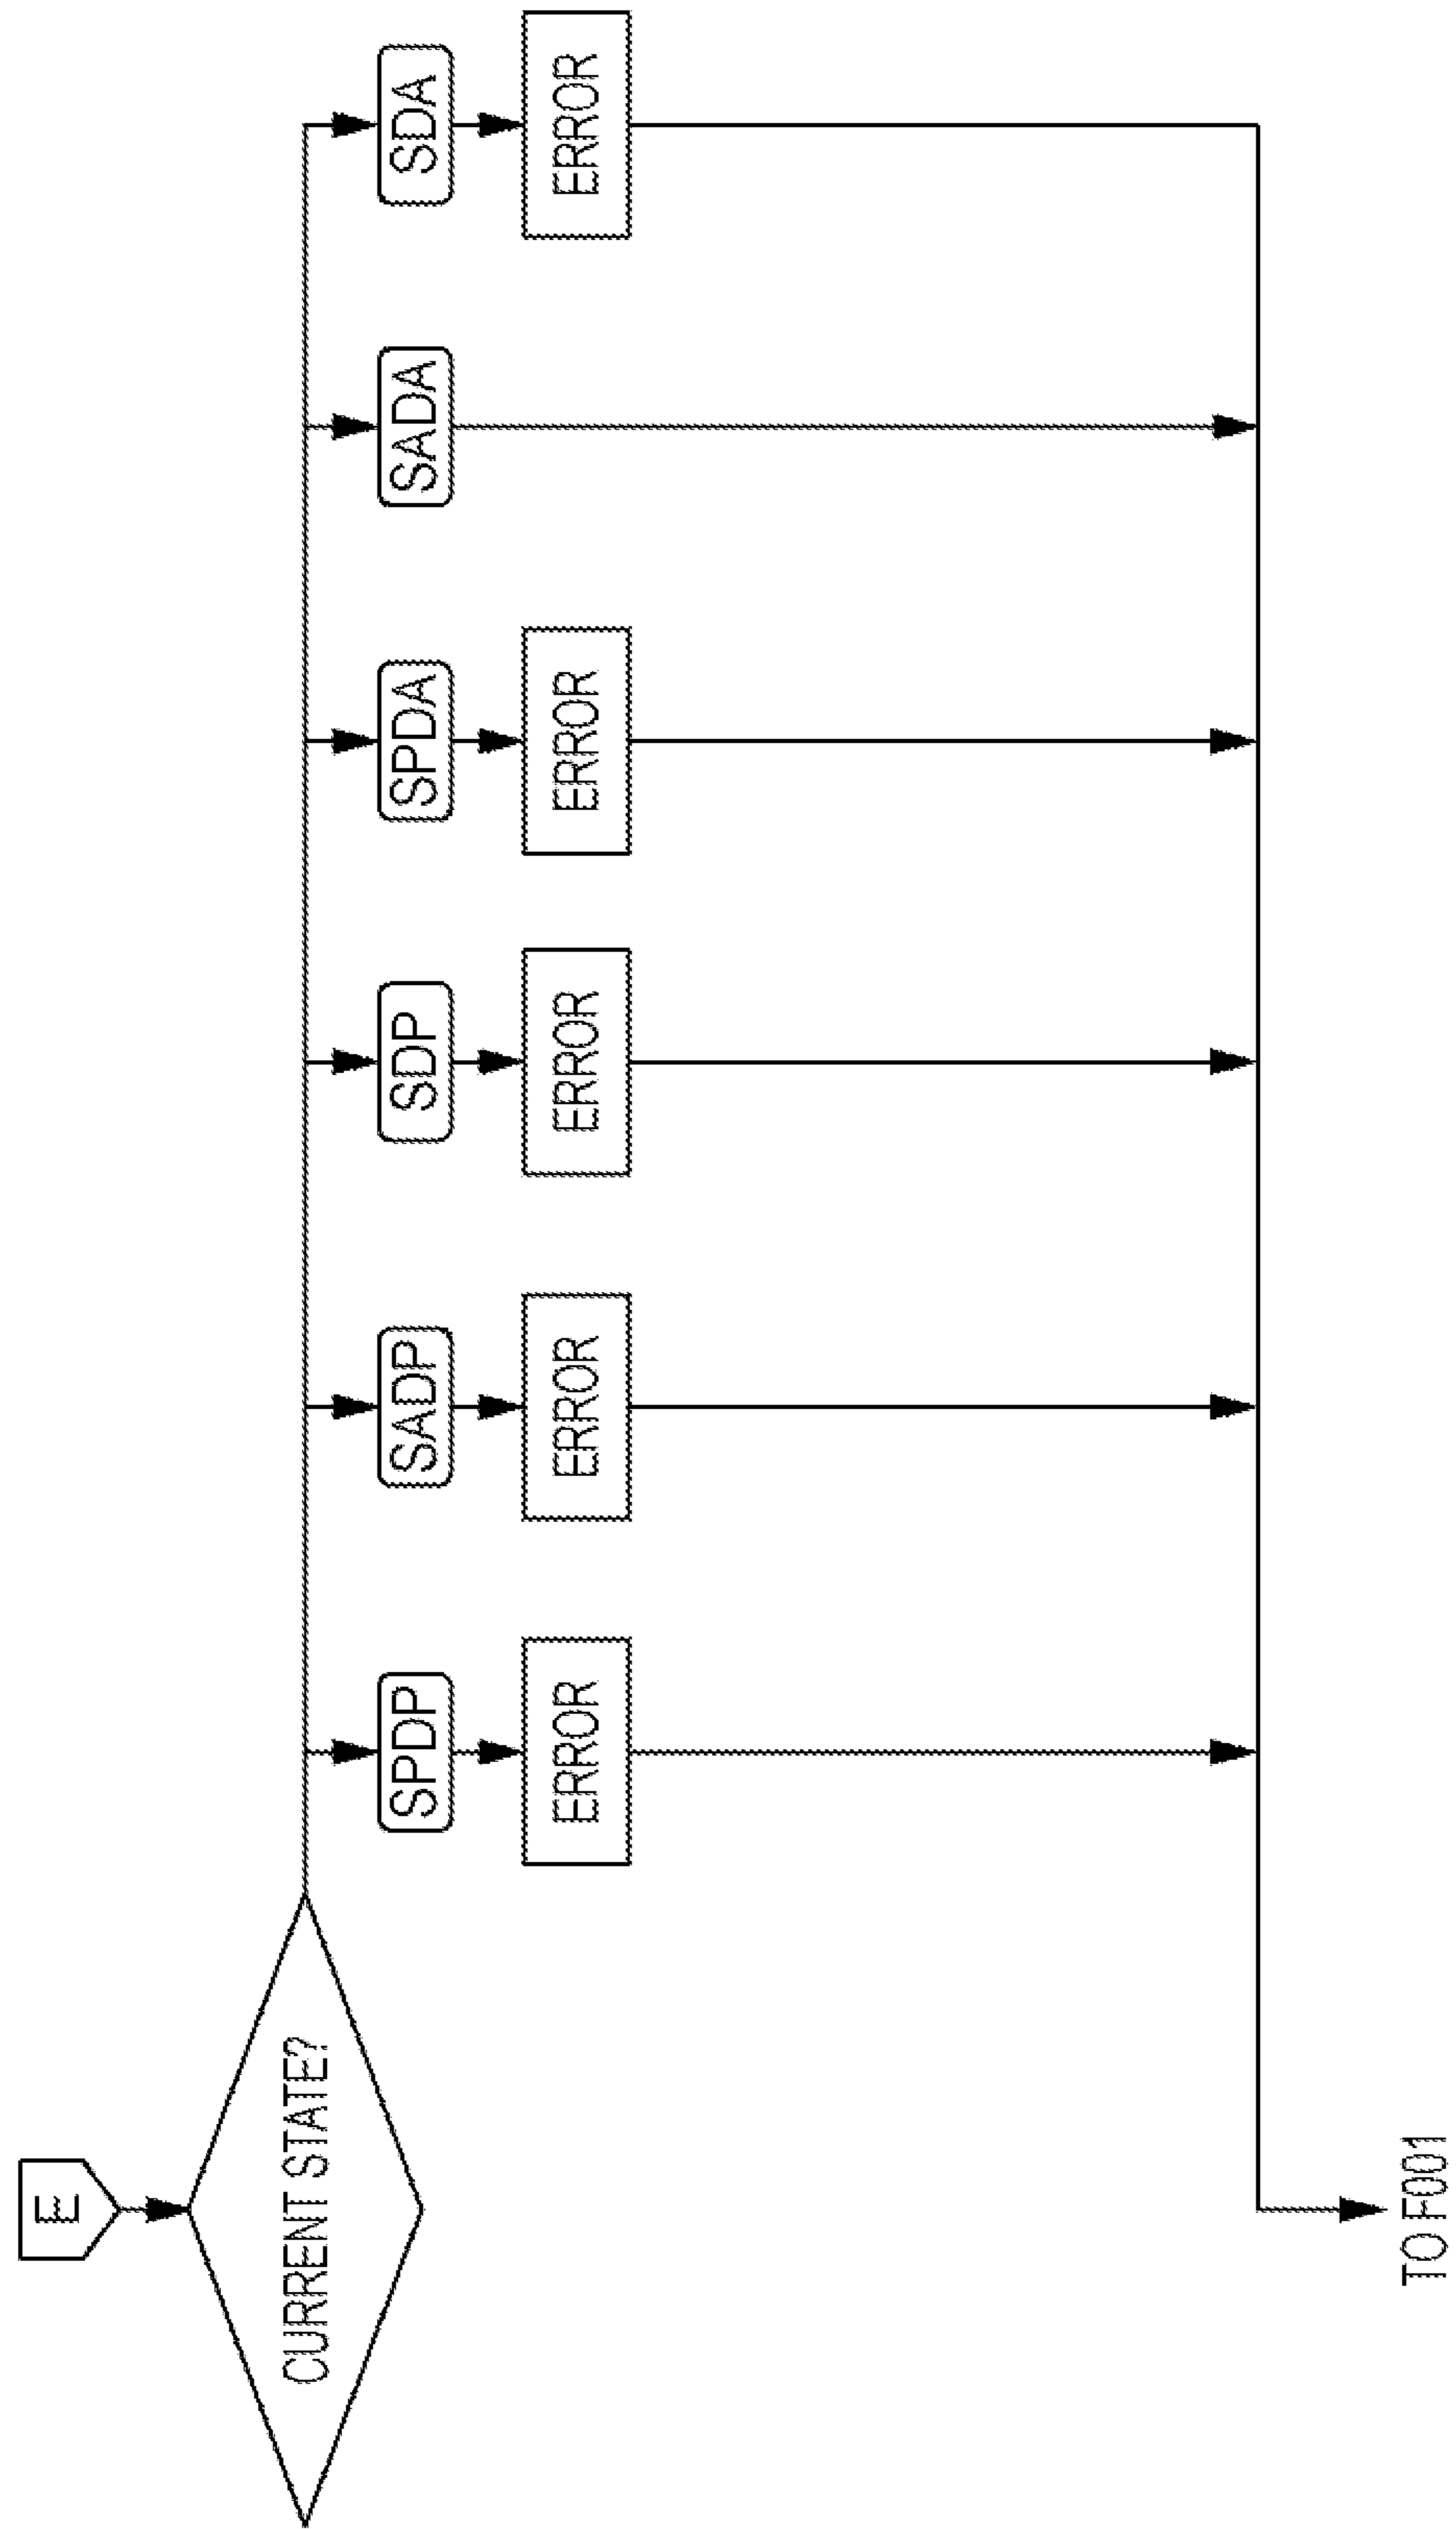 E
CURRENT STATE?
SPDP
SADP
SDP
SPDA
SADA
SDA
ERROR
ERROR
ERROR
ERROR
ERROR
TO F001